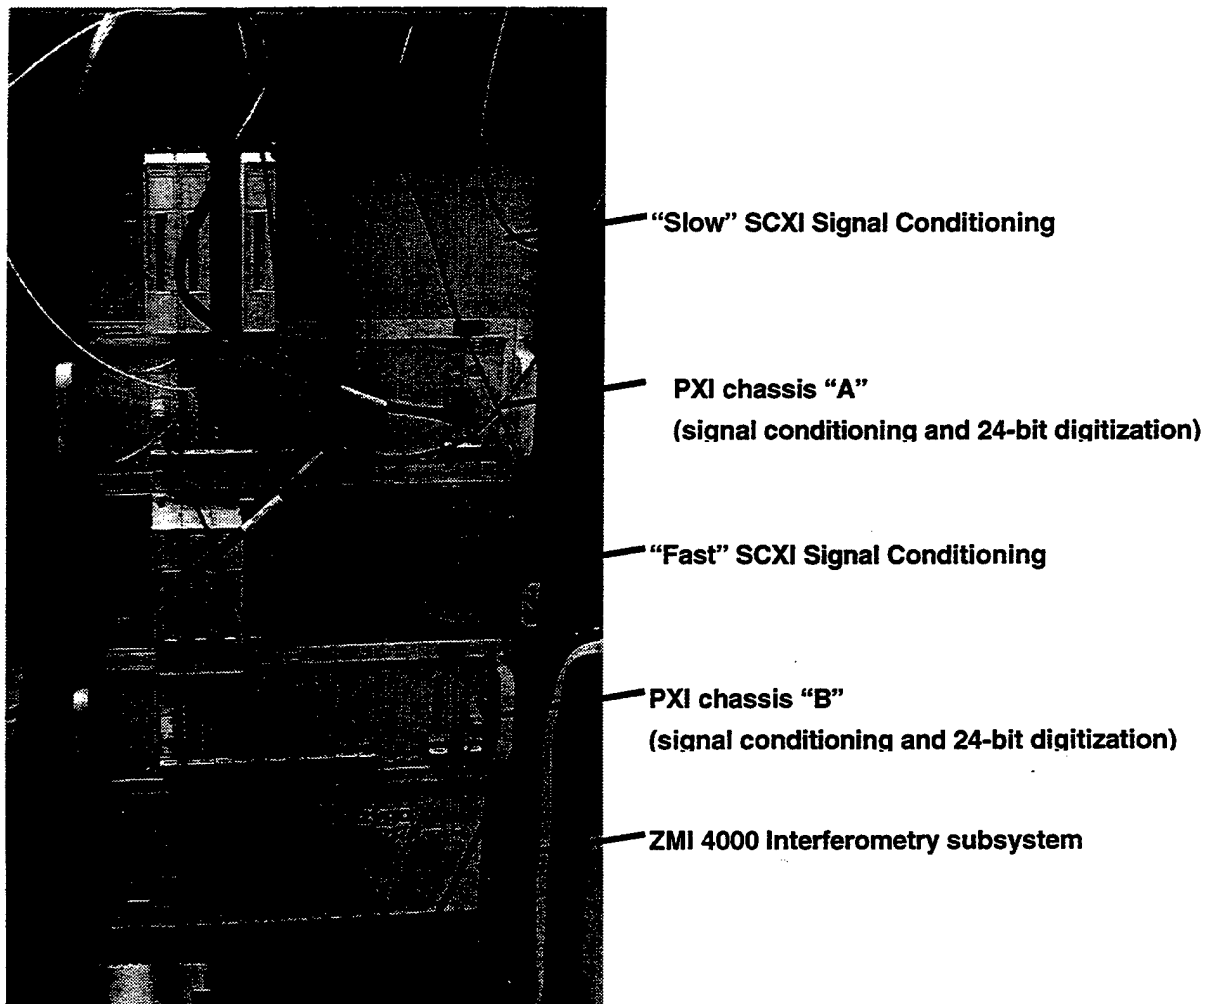 “Slow” SCXI Signal Conditioning
PXI chassis “A”
(signal conditioning and 24-bit digitization)
“Fast” SCXI Signal Conditioning
PXI chassis “B”
(signal conditioning and 24-bit digitization)
ZMI 4000 Interferometry subsystem